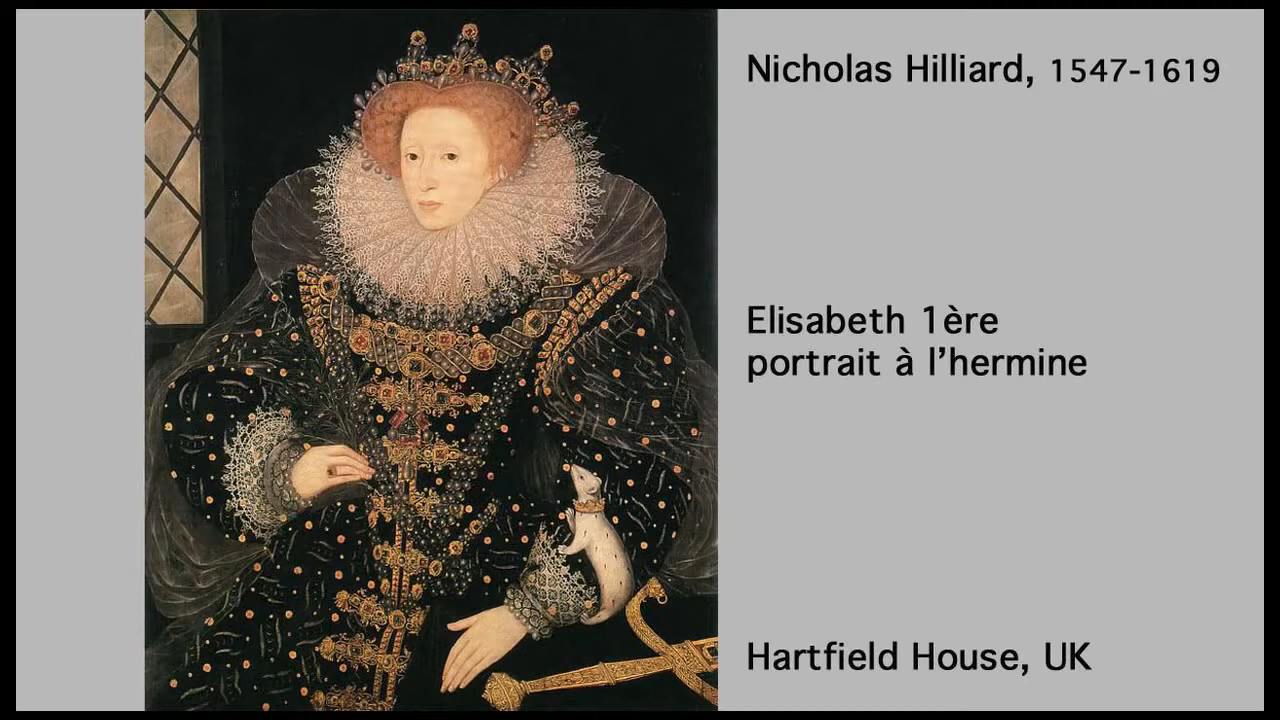 Nicholas Hilliard, 1547-1619
Elisabeth 1ère
portrait à l’hermine
Hartfield House, UK